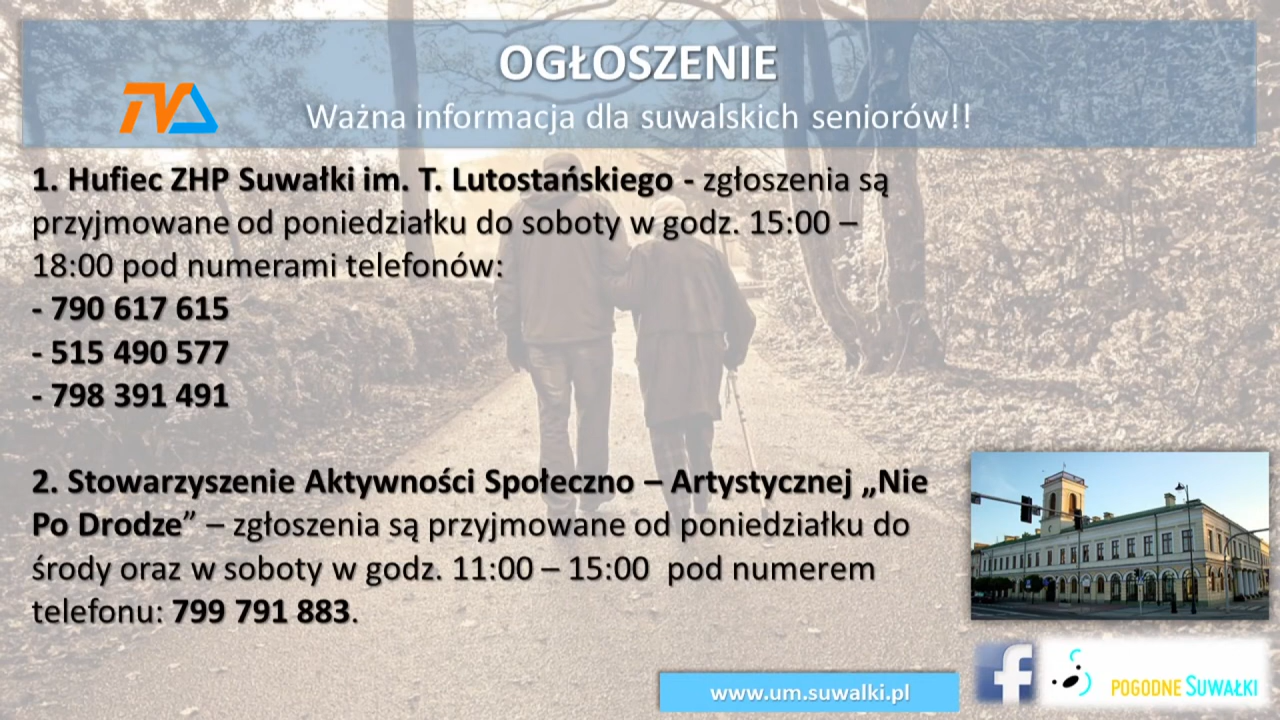 OGŁOSZENIE
TVA
Ważna informacja dla suwalskich seniorów!!
1. Hufiec ZHP Suwałki im. T. Lutostańskiego - zgłoszenia są
przyjmowane od poniedziałku do soboty w godz. 15:00 –
18:00 pod numerami telefonów:
- 790 617 615
- 515 490 577
- 798 391 491
2. Stowarzyszenie Aktywności Społeczno – Artystycznej „Nie
Po Drodze” – zgłoszenia są przyjmowane od poniedziałku do
środy oraz w soboty w godz. 11:00 – 15:00 pod numerem
telefonu: 799 791 883.
www.um.suwalki.pl
f
POGODNE SUWAŁKI